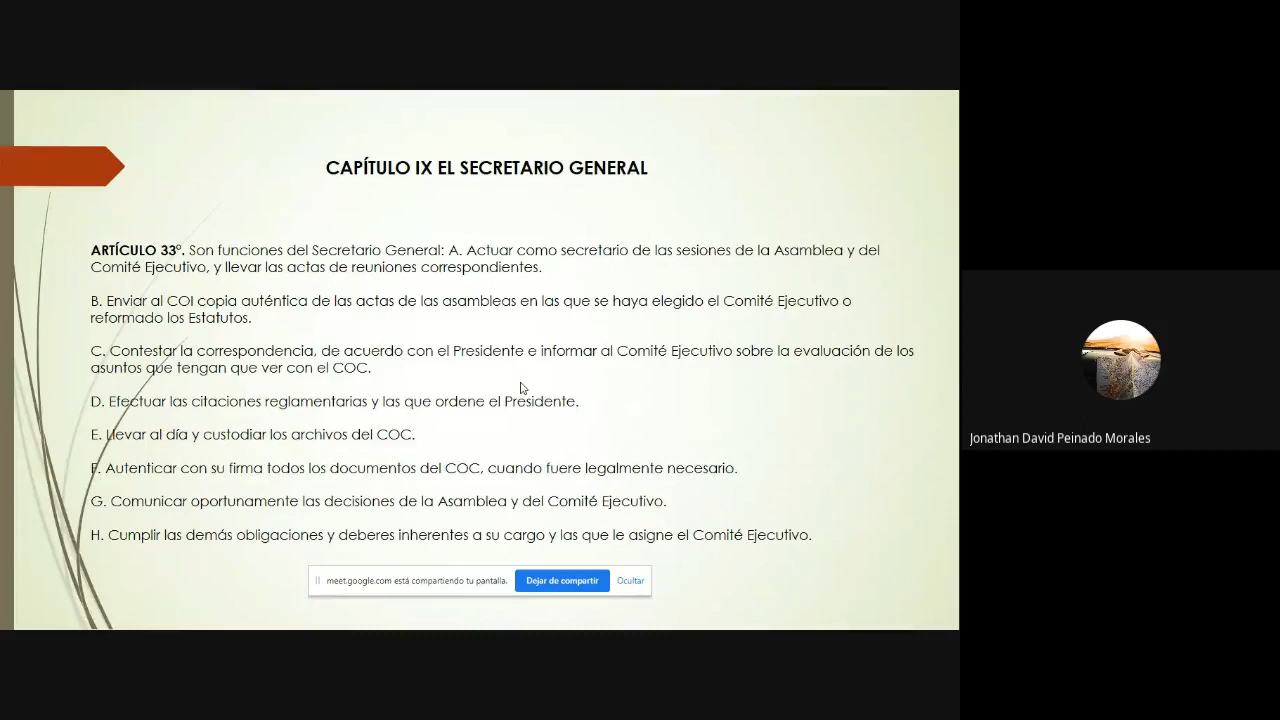 CAPÍTULO IX EL SECRETARIO GENERAL
ARTÍCULO 33°. Son funciones del Secretario General: A. Actuar como secretario de las sesiones de la Asamblea y del
Comité Ejecutivo, y llevar las actas de reuniones correspondientes.
B. Enviar al COI copia auténtica de las actas de las asambleas en las que se haya elegido el Comité Ejecutivo o
reformado los Estatutos.
C. Contestar la correspondencia, de acuerdo con el Presidente e informar al Comité Ejecutivo sobre la evaluación de los
asuntos que tengan que ver con el COC.
D. Efectuar las citaciones reglamentarias y las que ordene el Presidente.
E. Llevar al día y custodiar los archivos del COC.
F. Autenticar con su firma todos los documentos del COC, cuando fuere legalmente necesario.
G. Comunicar oportunamente las decisiones de la Asamblea y del Comité Ejecutivo.
H. Cumplir las demás obligaciones y deberes inherentes a su cargo y las que le asigne el Comité Ejecutivo.
meet.google.com está compartiendo tu pantalla. Dejar de compartir Ocultar
Jonathan David Peinado Morales